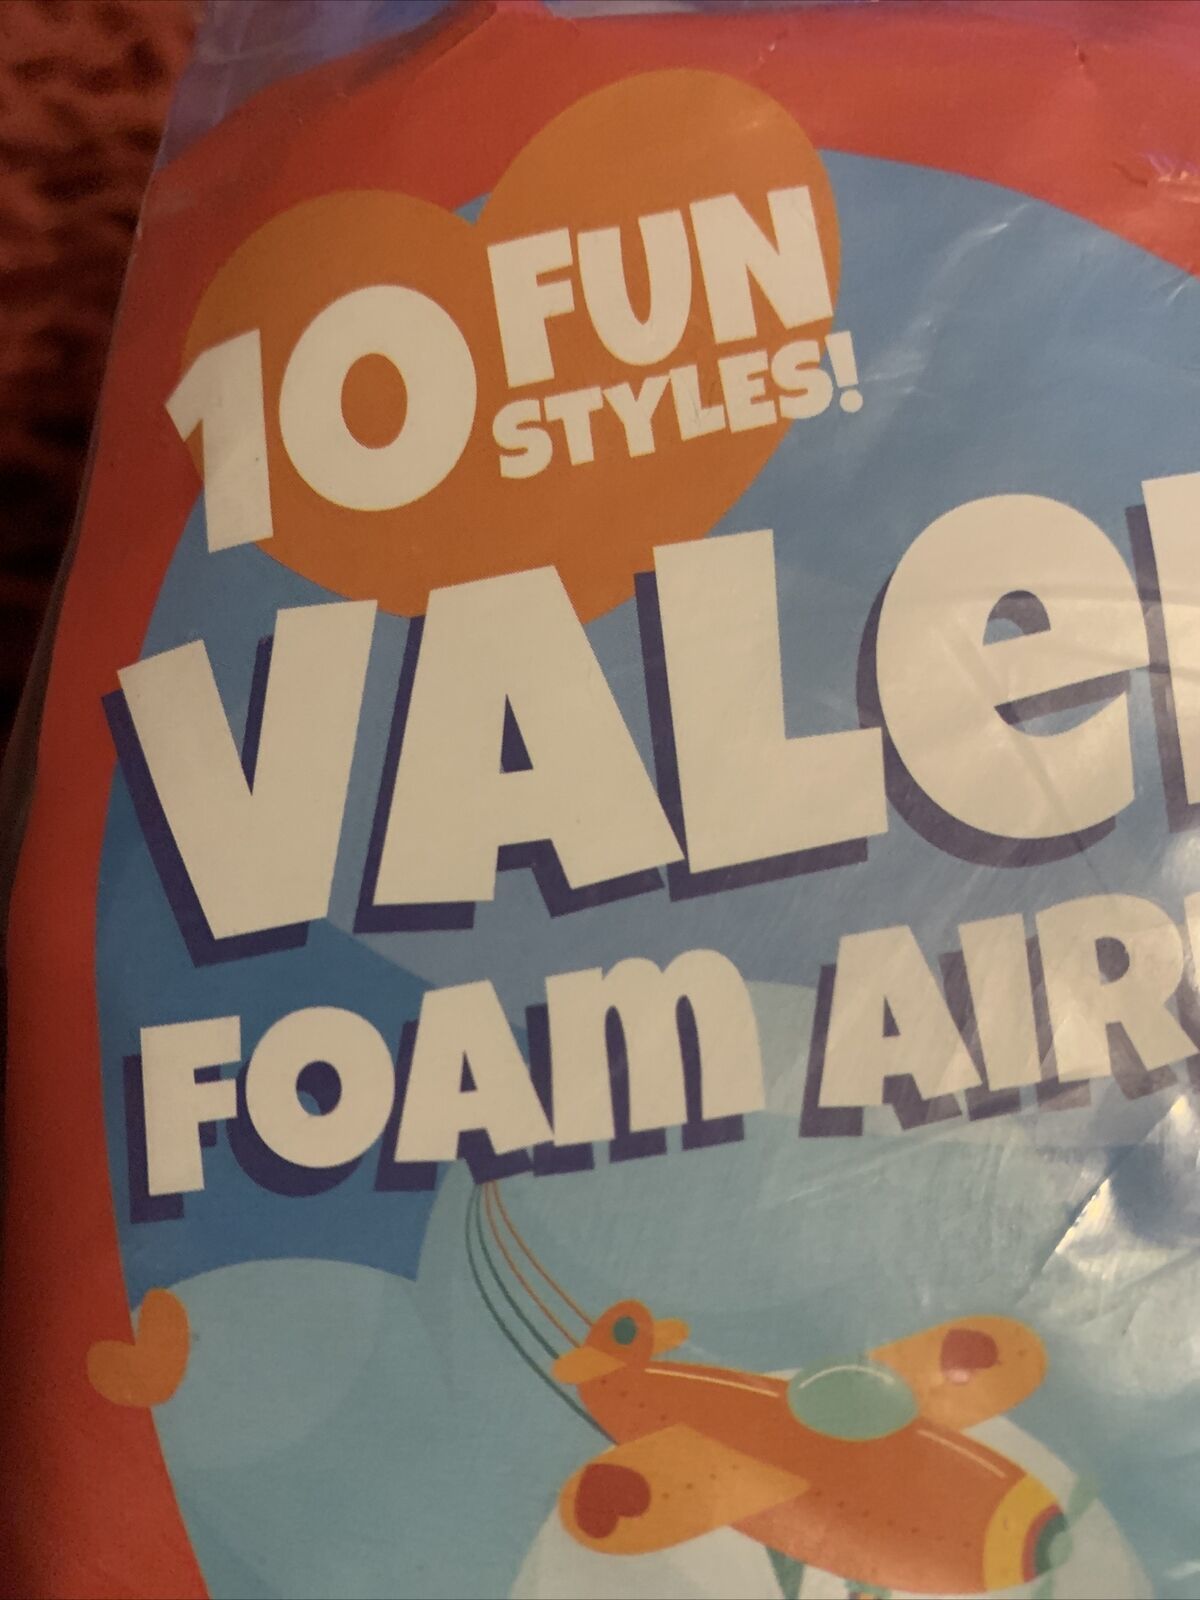 10 FUN
STYLES!
VALE
FOAM AIR